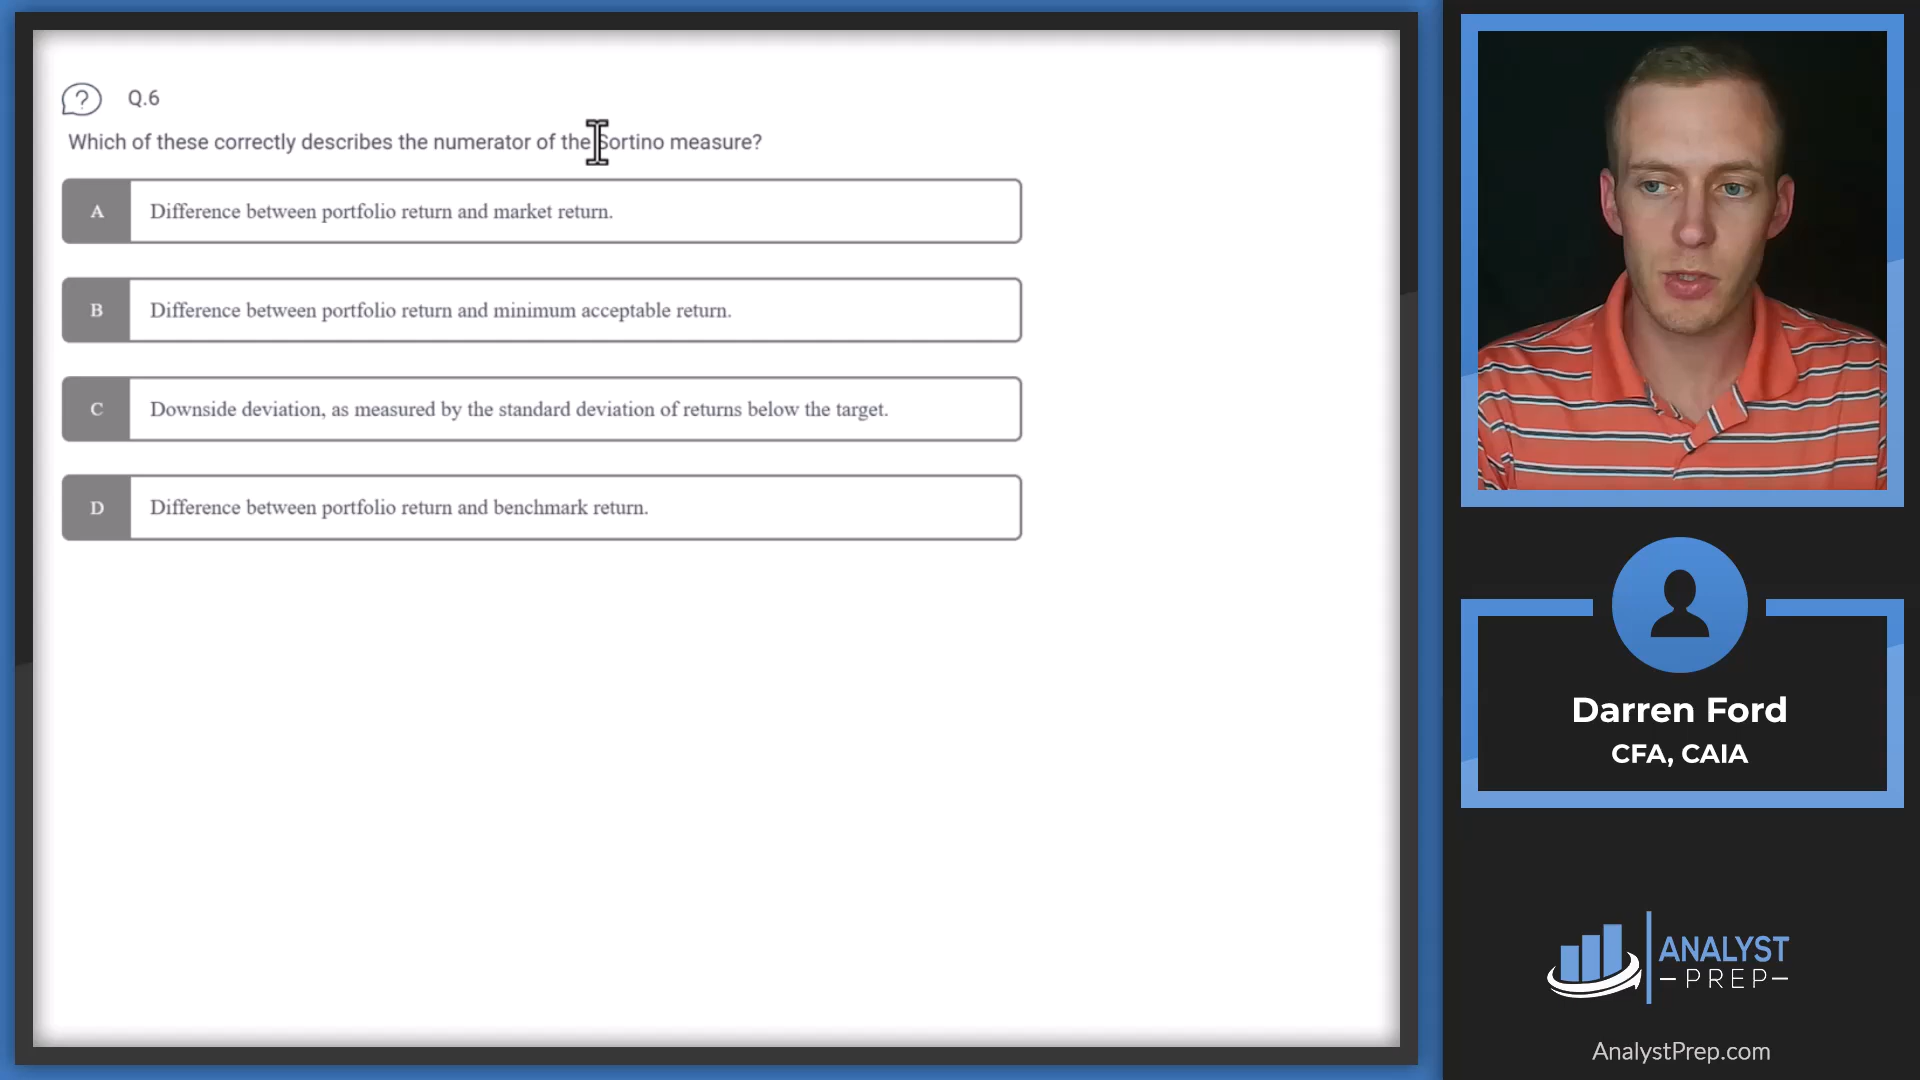 Q.6
Which of these correctly describes the numerator of the Sortino measure?
A
Difference between portfolio return and market return.
B
Difference between portfolio return and minimum acceptable return.
C
Downside deviation, as measured by the standard deviation of returns below the target.
D
Difference between portfolio return and benchmark return.
Darren Ford
CFA, CAIA
ANALYST
PREP
AnalystPrep.com